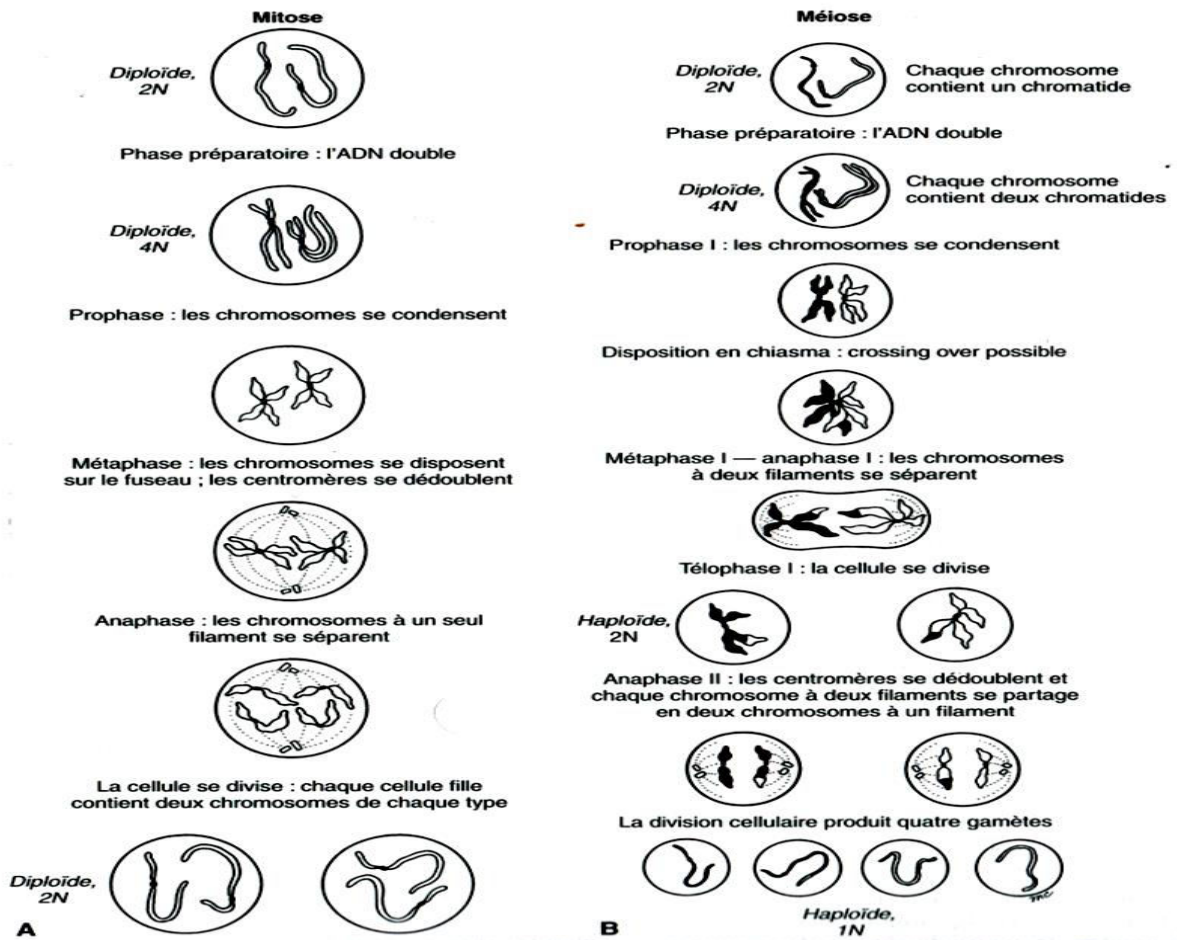 Mitose
Diploïde,
2N
Phase préparatoire : l'ADN double
Diploïde,
4N
Prophase : les chromosomes se condensent
Métaphase : les chromosomes se disposent
sur le fuseau ; les centromères se dédoublent
Anaphase : les chromosomes à un seul
filament se séparent
La cellule se divise : chaque cellule fille
contient deux chromosomes de chaque type
Diploïde,
2N
A
Méiose
Diploïde,
2N
Chaque chromosome
contient un chromatide
Phase préparatoire : l'ADN double
Diploïde,
4N
Chaque chromosome
contient deux chromatides
Prophase I : les chromosomes se condensent
Disposition en chiasma : crossing over possible
Métaphase I — anaphase I : les chromosomes
à deux filaments se séparent
Télophase I : la cellule se divise
Haploïde,
2N
Anaphase II : les centromères se dédoublent et
chaque chromosome à deux filaments se partage
en deux chromosomes à un filament
La division cellulaire produit quatre gamètes
Haploïde,
1N
B